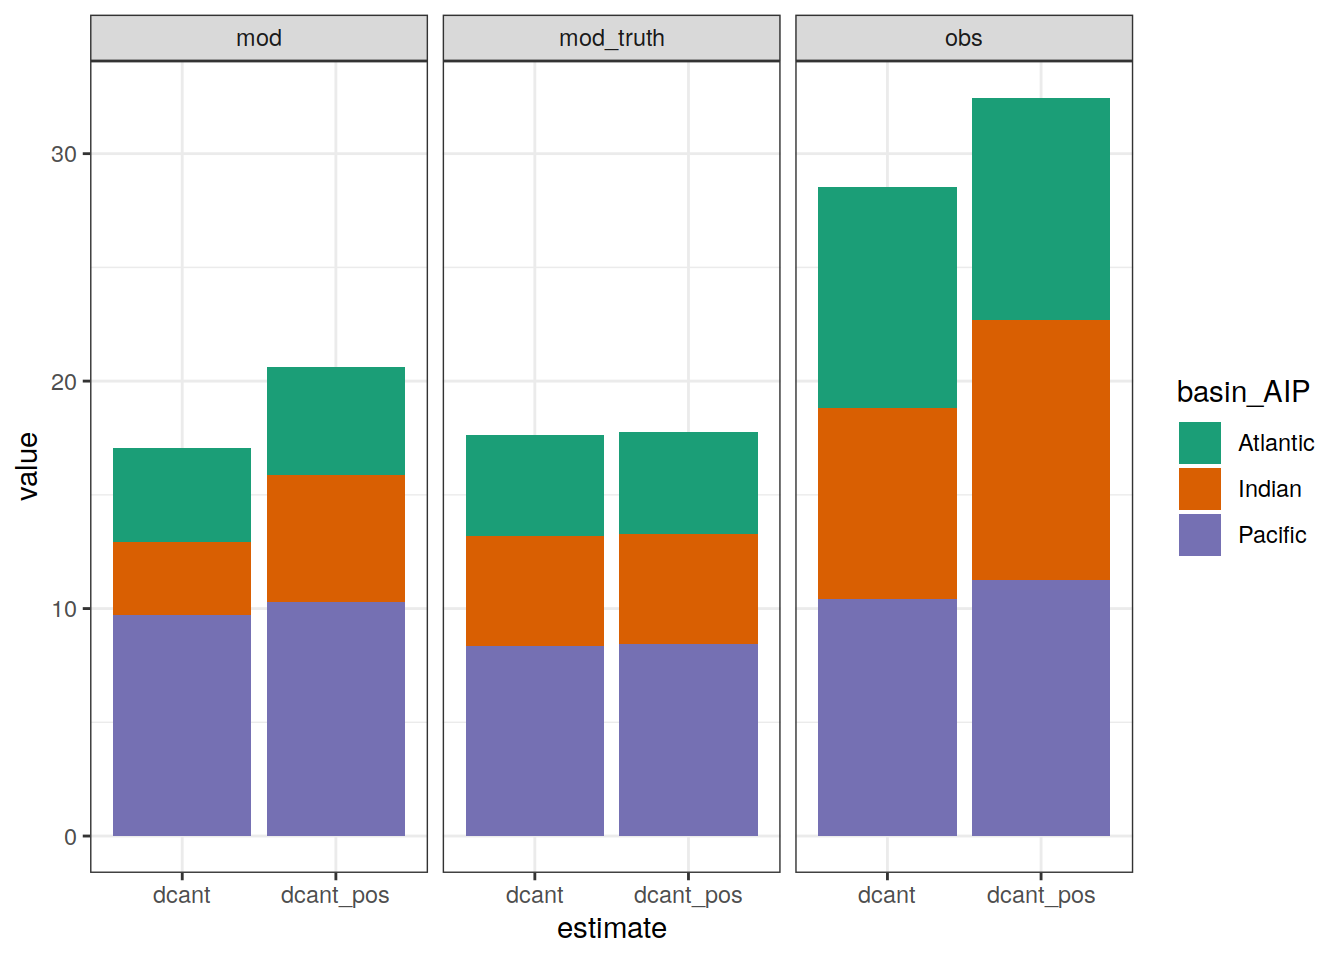 mod mod_truth obs
30
20
10
0
value
dcant dcant_pos dcant dcant_pos dcant dcant_pos
estimate
basin_AIP
Atlantic
Indian
Pacific